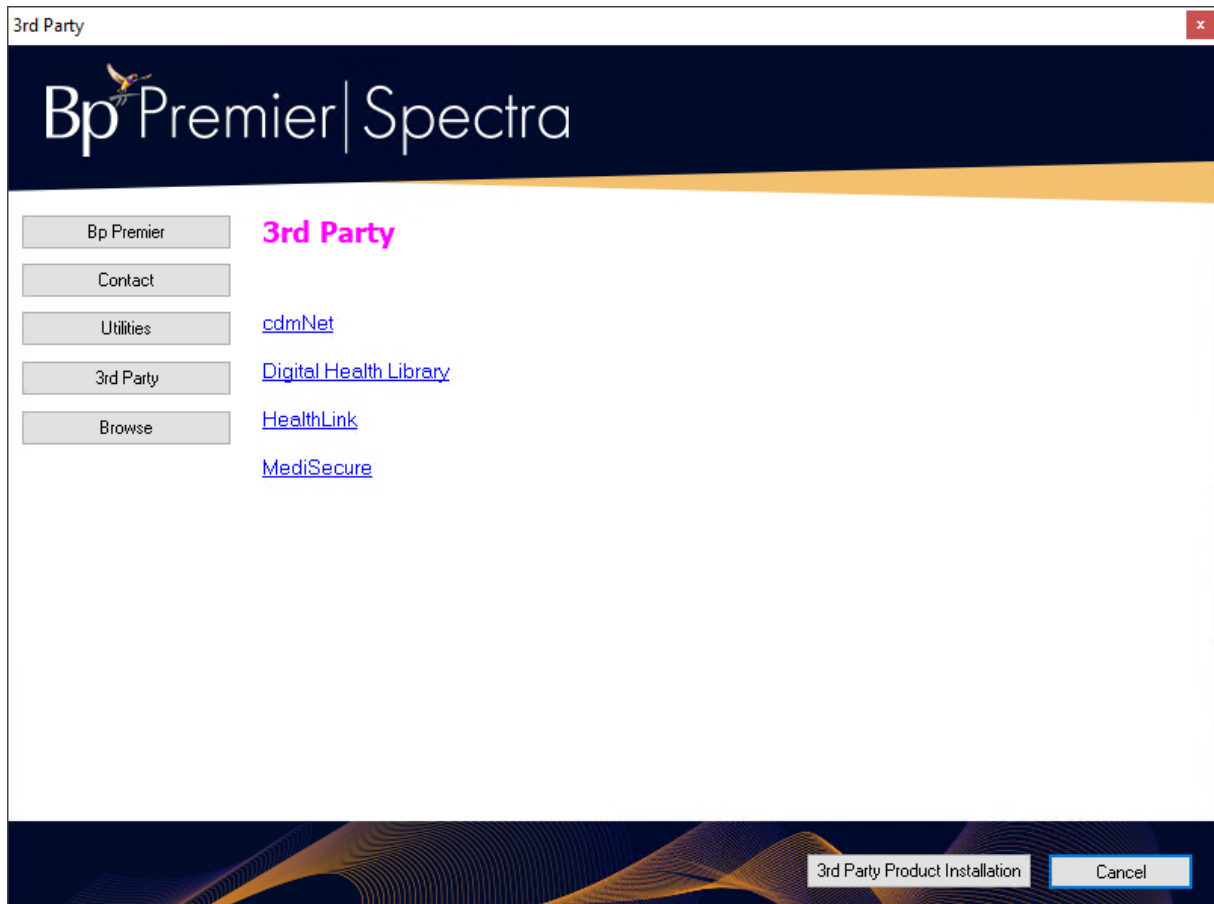 3rd Party
x
Bp Premier | Spectra
Bp Premier
Contact
Utilities
3rd Party
Browse
3rd Party
cdmNet
Digital Health Library
HealthLink
MediSecure
3rd Party Product Installation
Cancel